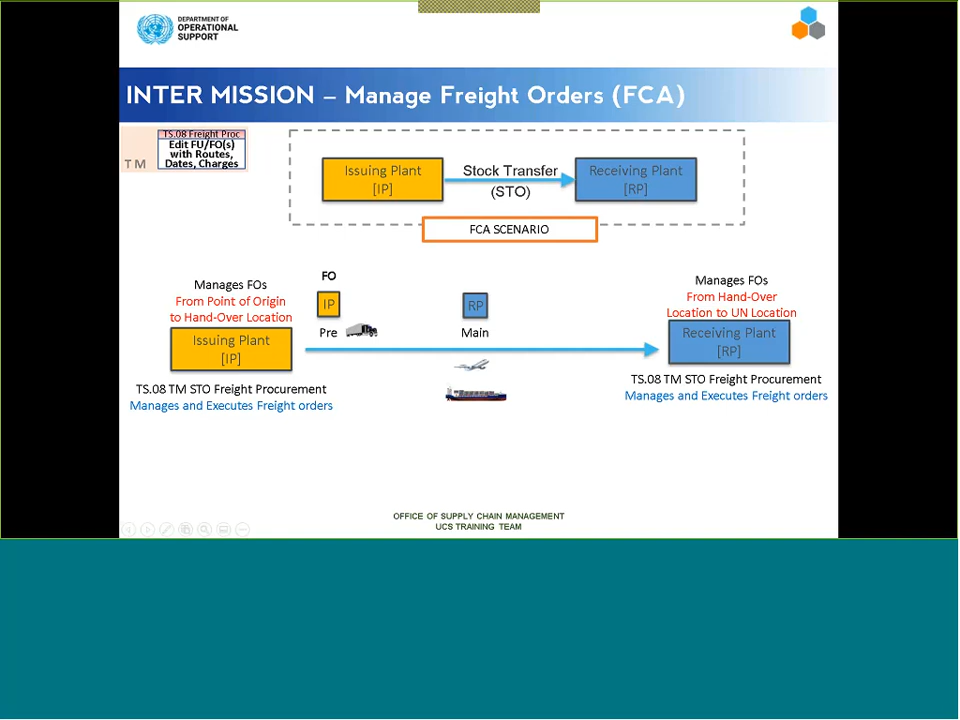 DEPARTMENT OF
OPERATIONAL
SUPPORT
INTER MISSION – Manage Freight Orders (FCA)
TS.08 Freight Proc
TM
Edit FU/FO(s)
with Routes,
Dates, Charges
Issuing Plant
[IP]
Stock Transfer
(STO)
Receiving Plant
[RP]
FCA SCENARIO
Manages FOs
From Point of Origin
to Hand-Over Location
Issuing Plant
[IP]
TS.08 TM STO Freight Procurement
Manages and Executes Freight orders
FO
IP
Pre
RP
Main
Manages FOs
From Hand-Over
Location to UN Location
Receiving Plant
[RP]
TS.08 TM STO Freight Procurement
Manages and Executes Freight orders
OFFICE OF SUPPLY CHAIN MANAGEMENT
UCS TRAINING TEAM